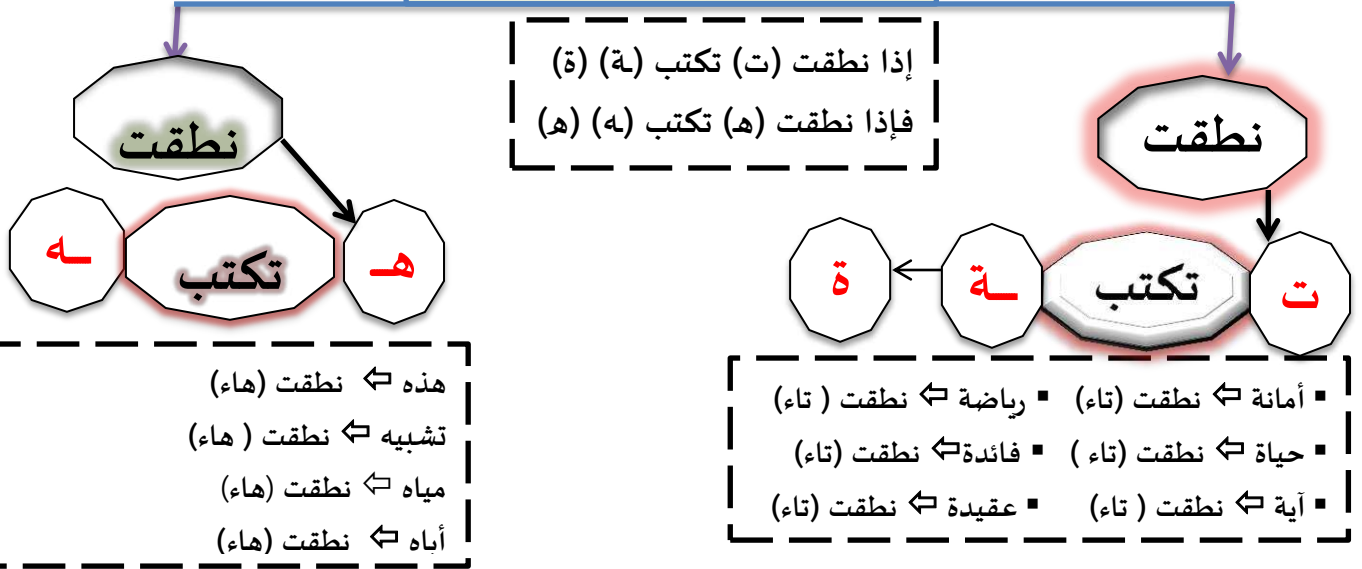 إذا نطقت (ت) تكتب (ـة) (ة)
فإذا نطقت (هـ) تكتب (ـه) (ه)
نطقت
ت
تكتب
ـة
ة
▪ أمانة ⇦ نطقت (تاء) ▪ رياضة ⇦ نطقت ( تاء)
▪ حياة ⇦ نطقت (تاء ) ▪ فائدة⇦ نطقت (تاء)
▪ آية ⇦ نطقت ( تاء) ▪ عقيدة ⇦ نطقت (تاء)
نطقت
هـ
تكتب
ـه
هذه ⇦ نطقت (هاء)
تشبيه ⇦ نطقت ( هاء)
مياه ⇦ نطقت (هاء)
أباه ⇦ نطقت (هاء)